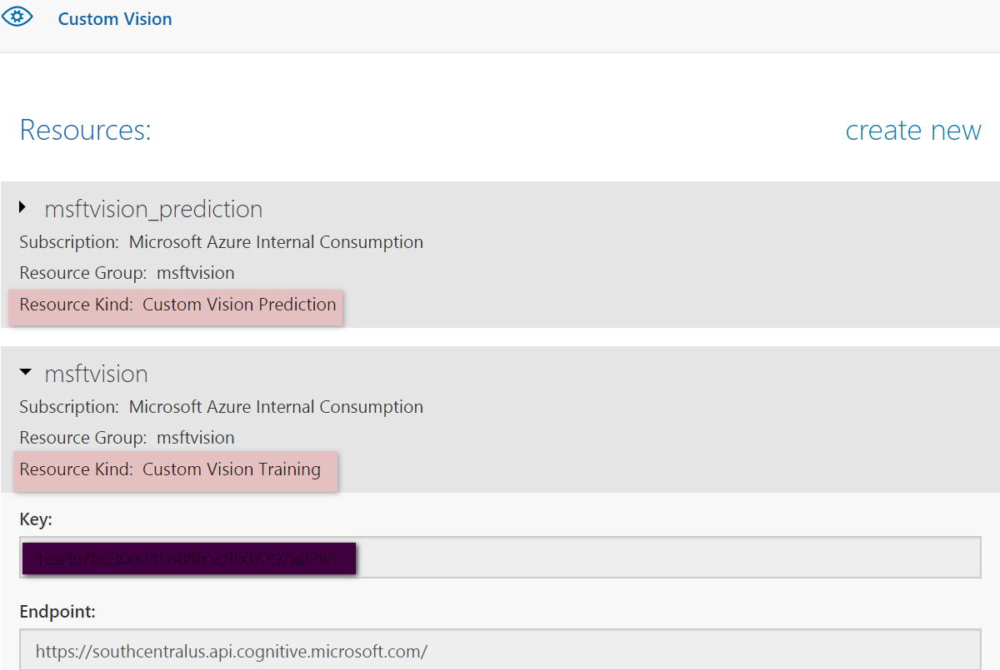 Custom Vision
Resources:
create new
msftvision_prediction
Subscription: Microsoft Azure Internal Consumption
Resource Group: msftvision
Resource Kind: Custom Vision Prediction
msftvision
Subscription: Microsoft Azure Internal Consumption
Resource Group: msftvision
Resource Kind: Custom Vision Training
Key:
Endpoint:
https://southcentralus.api.cognitive.microsoft.com/